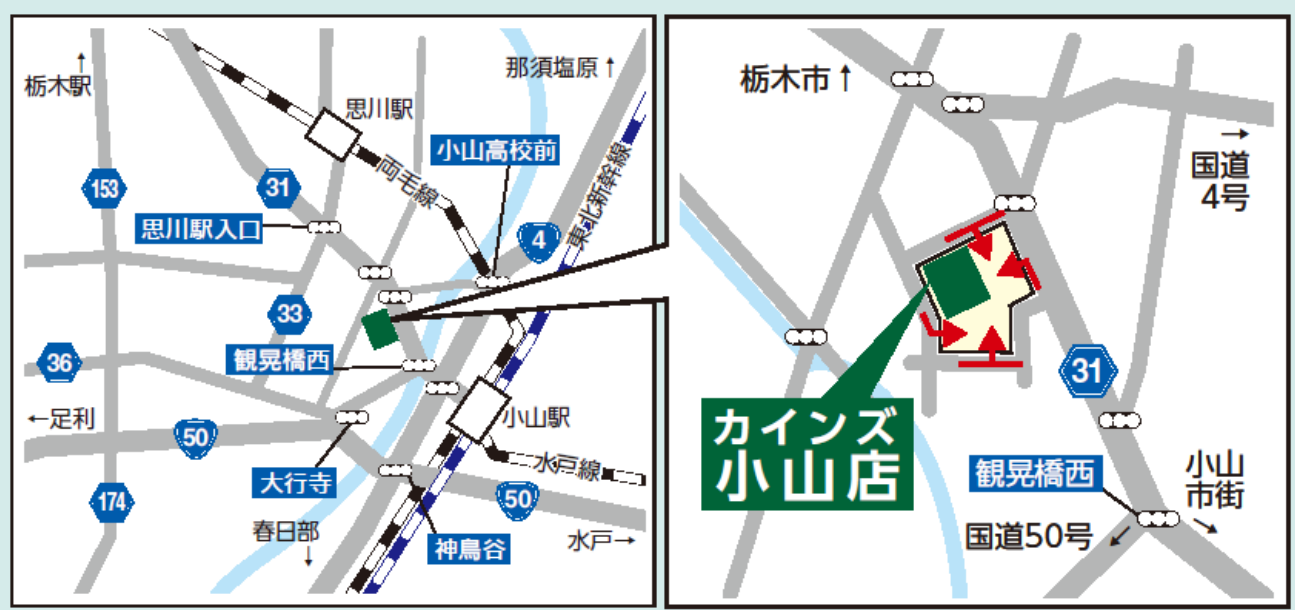 栃木駅
↑
那須塩原↑
思川駅
小山高校前
両毛線
東北新幹線
153
31
思川駅入口
4
33
観晃橋西
36
←足利
50
小山駅
大行寺
水戸線
174
50
春日部
↓
神鳥谷
水戸→
栃木市↑
→
国道
4号
31
カインズ
小山店
観晃橋西
小山
市街
国道50号